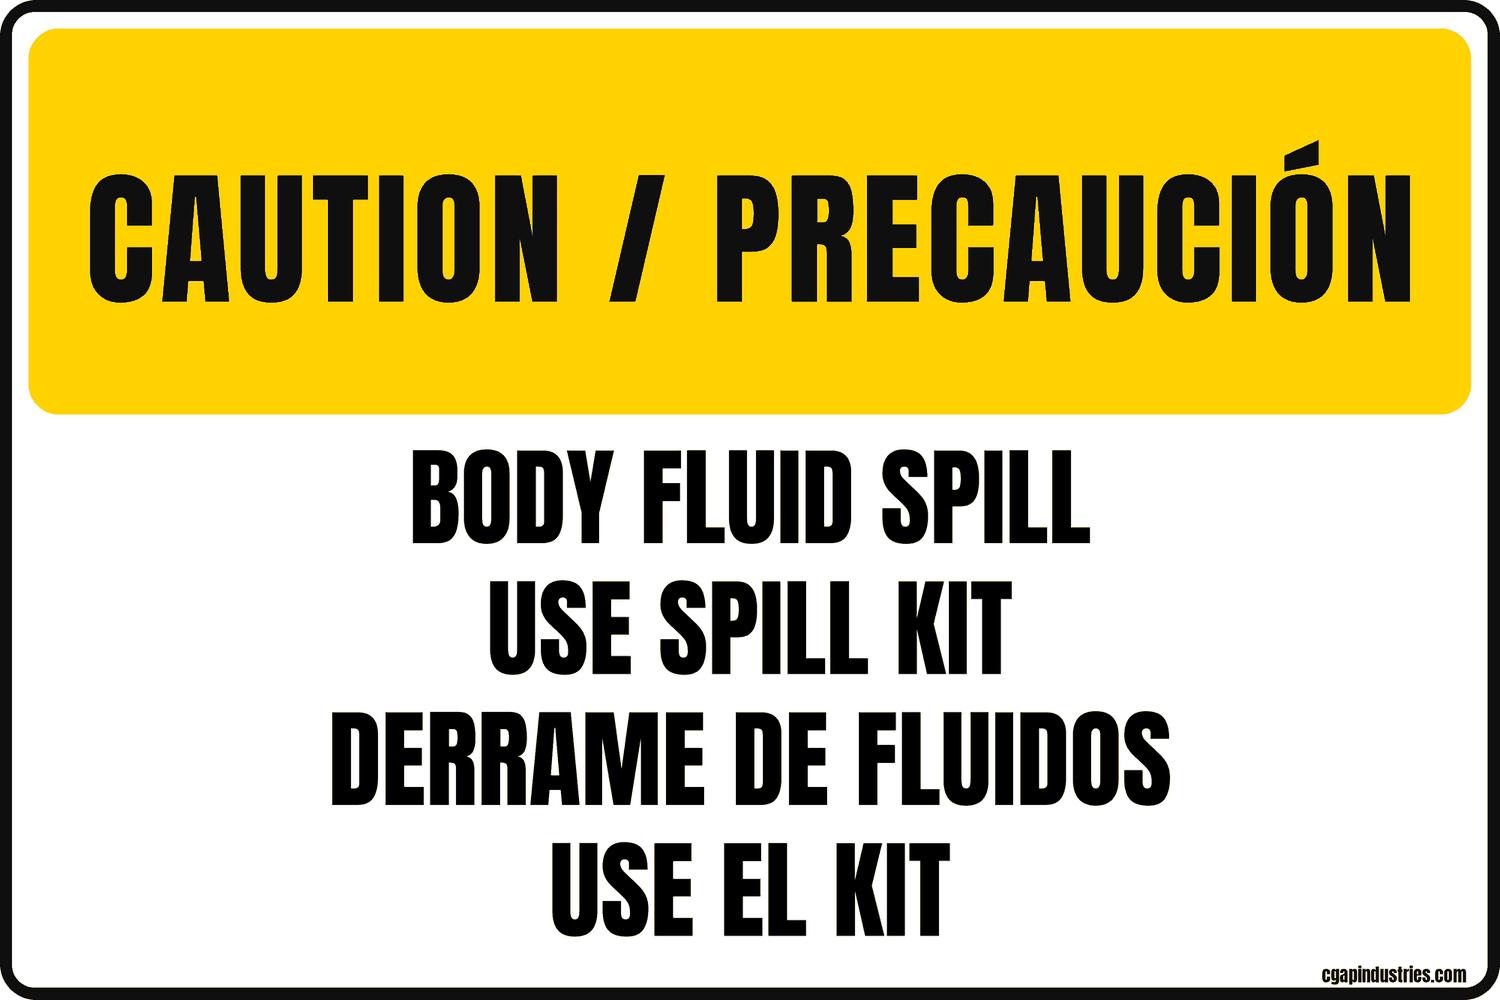 CAUTION / PRECAUCIÓN
BODY FLUID SPILL
USE SPILL KIT
DERRAME DE FLUIDOS
USE EL KIT
cgapindustries.com